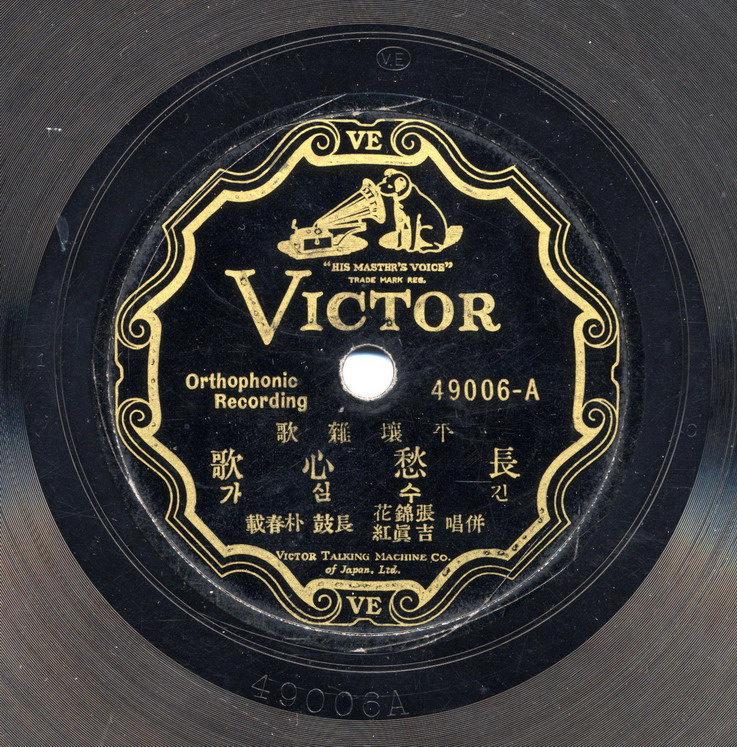 V.E
VE
"HIS MASTER'S VOICE"
TRADE MARK REG.
VICTOR
Orthophonic
Recording
49006-A
平壤雜歌
長愁心歌
긴수심가
併唱 張錦花 吉眞紅 長鼓 朴春載
VICTOR TALKING MACHINE CO.
of Japan, Ltd.
VE
49006A